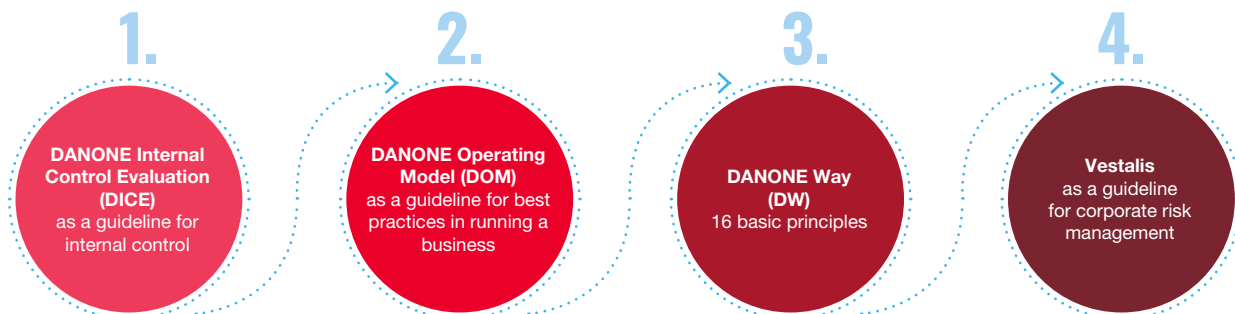 1.
DANONE Internal
Control Evaluation
(DICE)
as a guideline for
internal control
2.
DANONE Operating
Model (DOM)
as a guideline for best
practices in running a
business
3.
DANONE Way
(DW)
16 basic principles
4.
Vestalis
as a guideline
for corporate risk
management